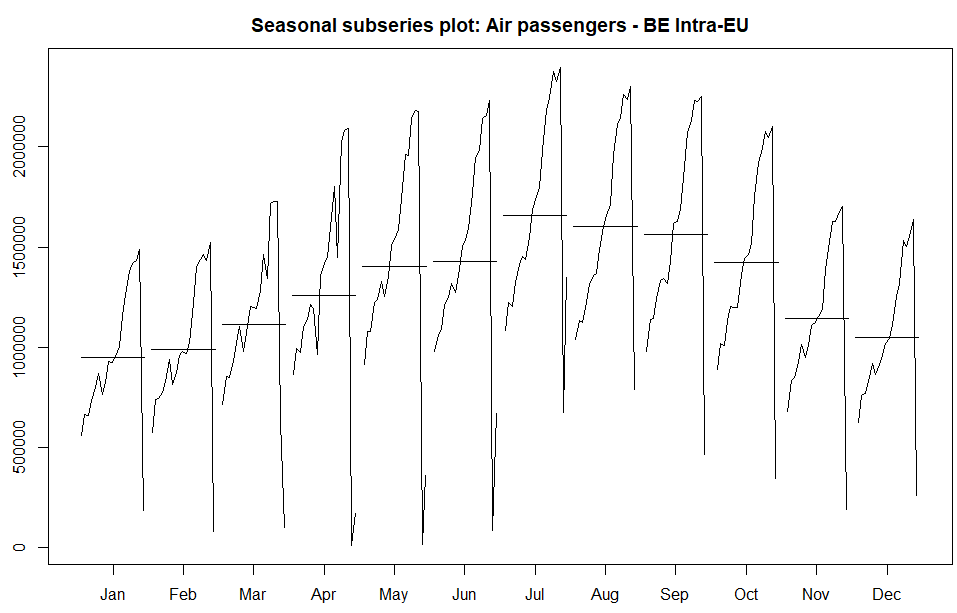 Seasonal subseries plot: Air passengers - BE Intra-EU
2000000
1500000
1000000
500000
0
Jan Feb Mar Apr May Jun Jul Aug Sep Oct Nov Dec